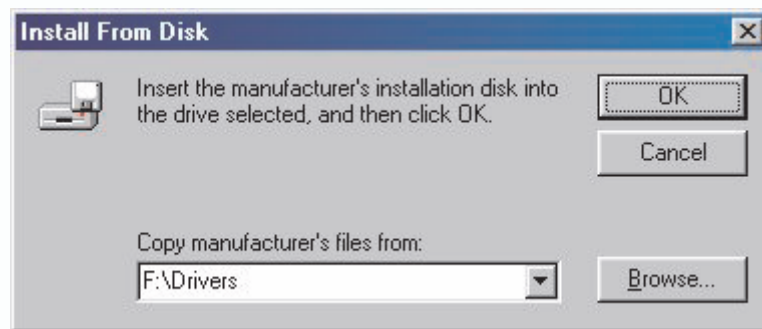 Install From Disk
Insert the manufacturer's installation disk into
the drive selected, and then click OK.
OK
Cancel
Copy manufacturer's files from:
F:\Drivers
Browse...